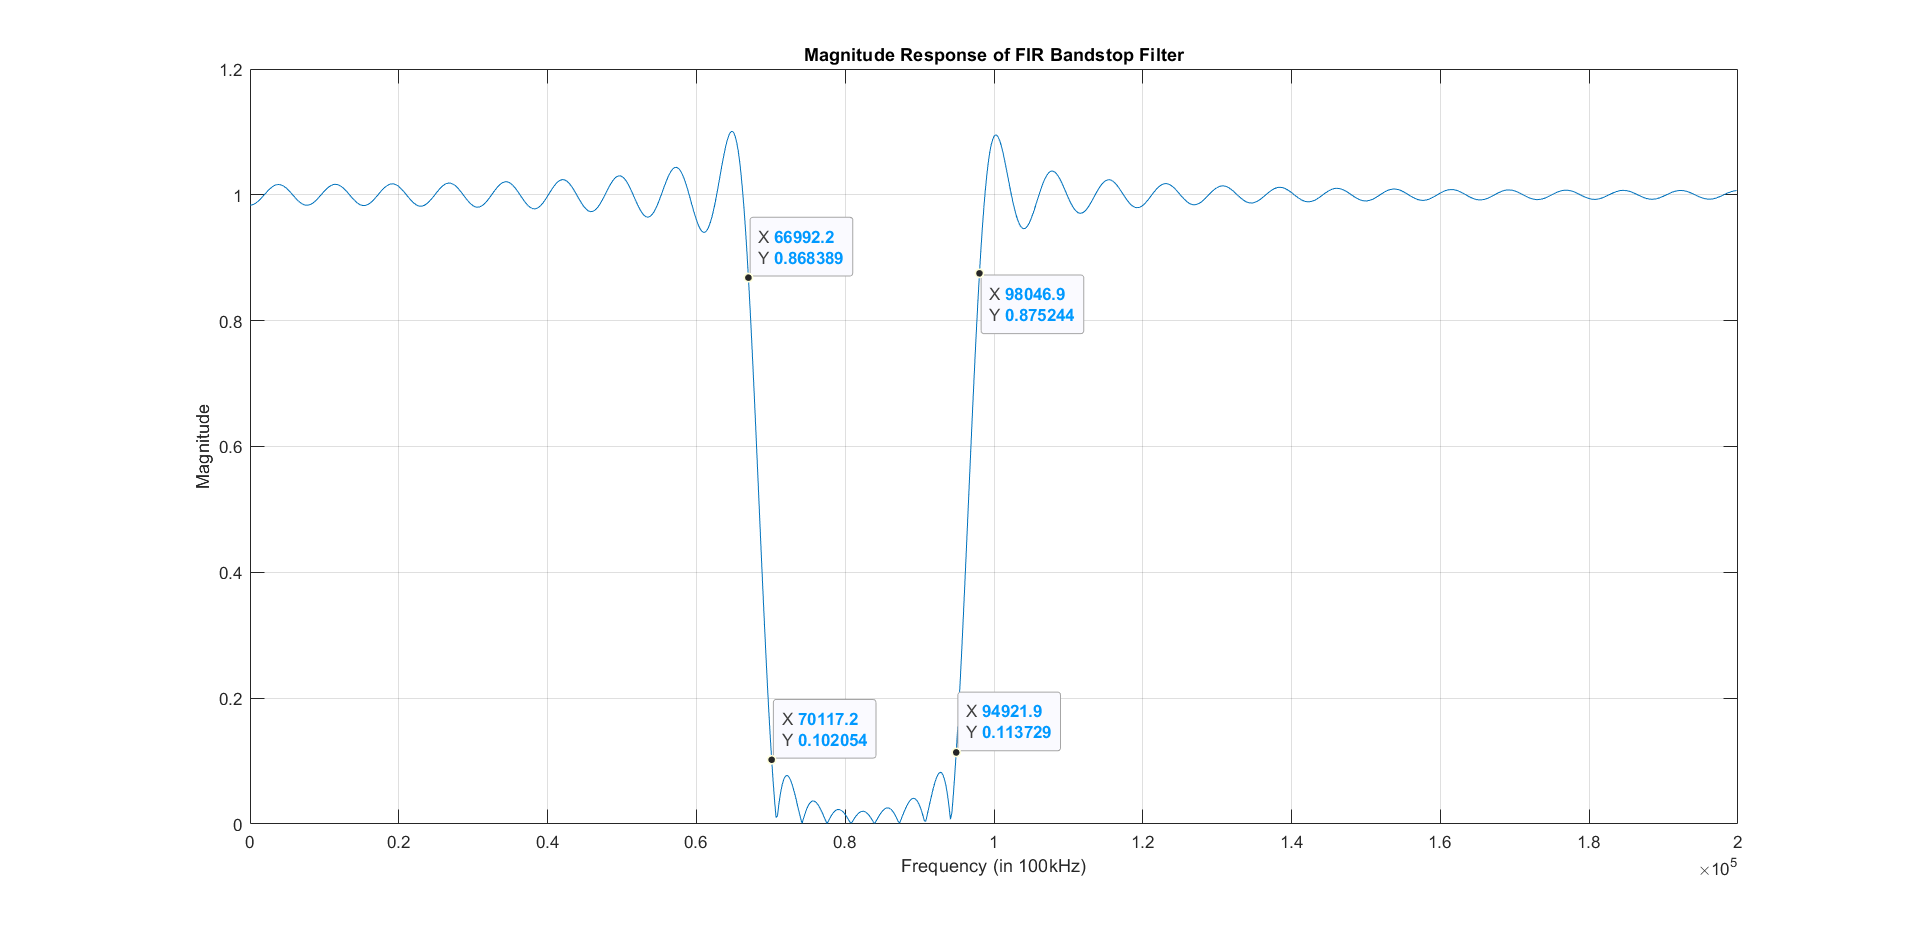 Magnitude Response of FIR Bandstop Filter
1.2
1
0.8
0.6
0.4
0.2
0
Magnitude
X 66992.2
Y 0.868389
X 98046.9
Y 0.875244
X 70117.2
Y 0.102054
X 94921.9
Y 0.113729
0 0.2 0.4 0.6 0.8 1 1.2 1.4 1.6 1.8 2
Frequency (in 100kHz)
×10^5